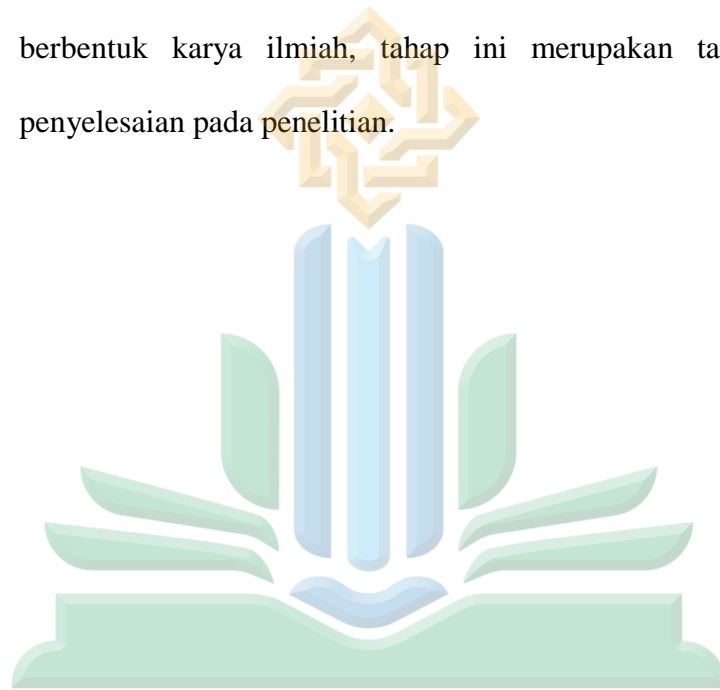 berbentuk karya ilmiah, tahap ini merupakan ta
penyelesaian pada penelitian.